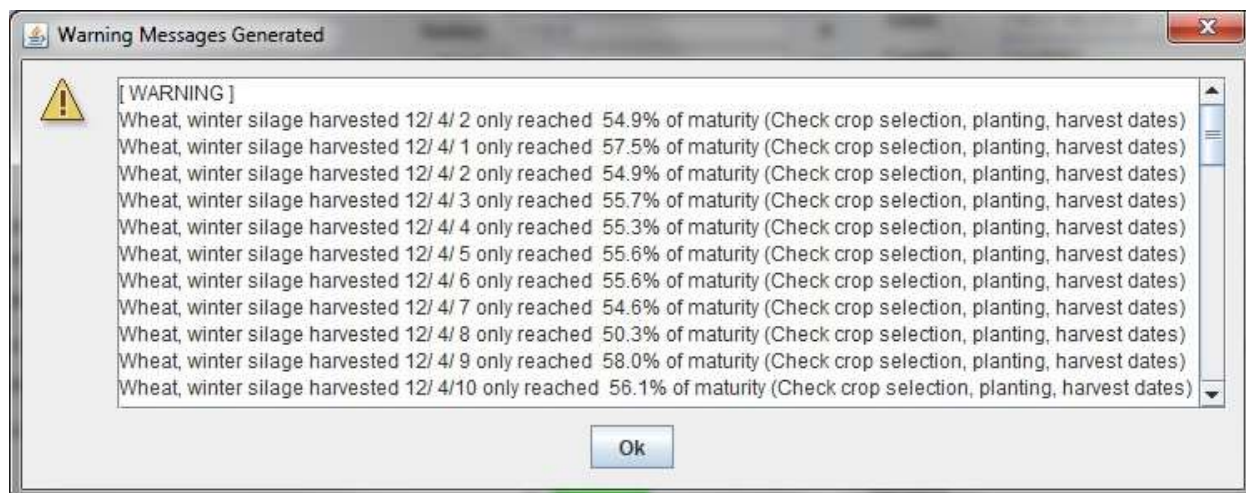 Warning Messages Generated
[ WARNING ]
Wheat, winter silage harvested 12/ 4/ 2 only reached  54.9% of maturity (Check crop selection, planting, harvest dates)
Wheat, winter silage harvested 12/ 4/ 1 only reached  57.5% of maturity (Check crop selection, planting, harvest dates)
Wheat, winter silage harvested 12/ 4/ 2 only reached  54.9% of maturity (Check crop selection, planting, harvest dates)
Wheat, winter silage harvested 12/ 4/ 3 only reached  55.7% of maturity (Check crop selection, planting, harvest dates)
Wheat, winter silage harvested 12/ 4/ 4 only reached  55.3% of maturity (Check crop selection, planting, harvest dates)
Wheat, winter silage harvested 12/ 4/ 5 only reached  55.6% of maturity (Check crop selection, planting, harvest dates)
Wheat, winter silage harvested 12/ 4/ 6 only reached  55.6% of maturity (Check crop selection, planting, harvest dates)
Wheat, winter silage harvested 12/ 4/ 7 only reached  54.6% of maturity (Check crop selection, planting, harvest dates)
Wheat, winter silage harvested 12/ 4/ 8 only reached  50.3% of maturity (Check crop selection, planting, harvest dates)
Wheat, winter silage harvested 12/ 4/ 9 only reached  58.0% of maturity (Check crop selection, planting, harvest dates)
Wheat, winter silage harvested 12/ 4/10 only reached  56.1% of maturity (Check crop selection, planting, harvest dates)
Ok